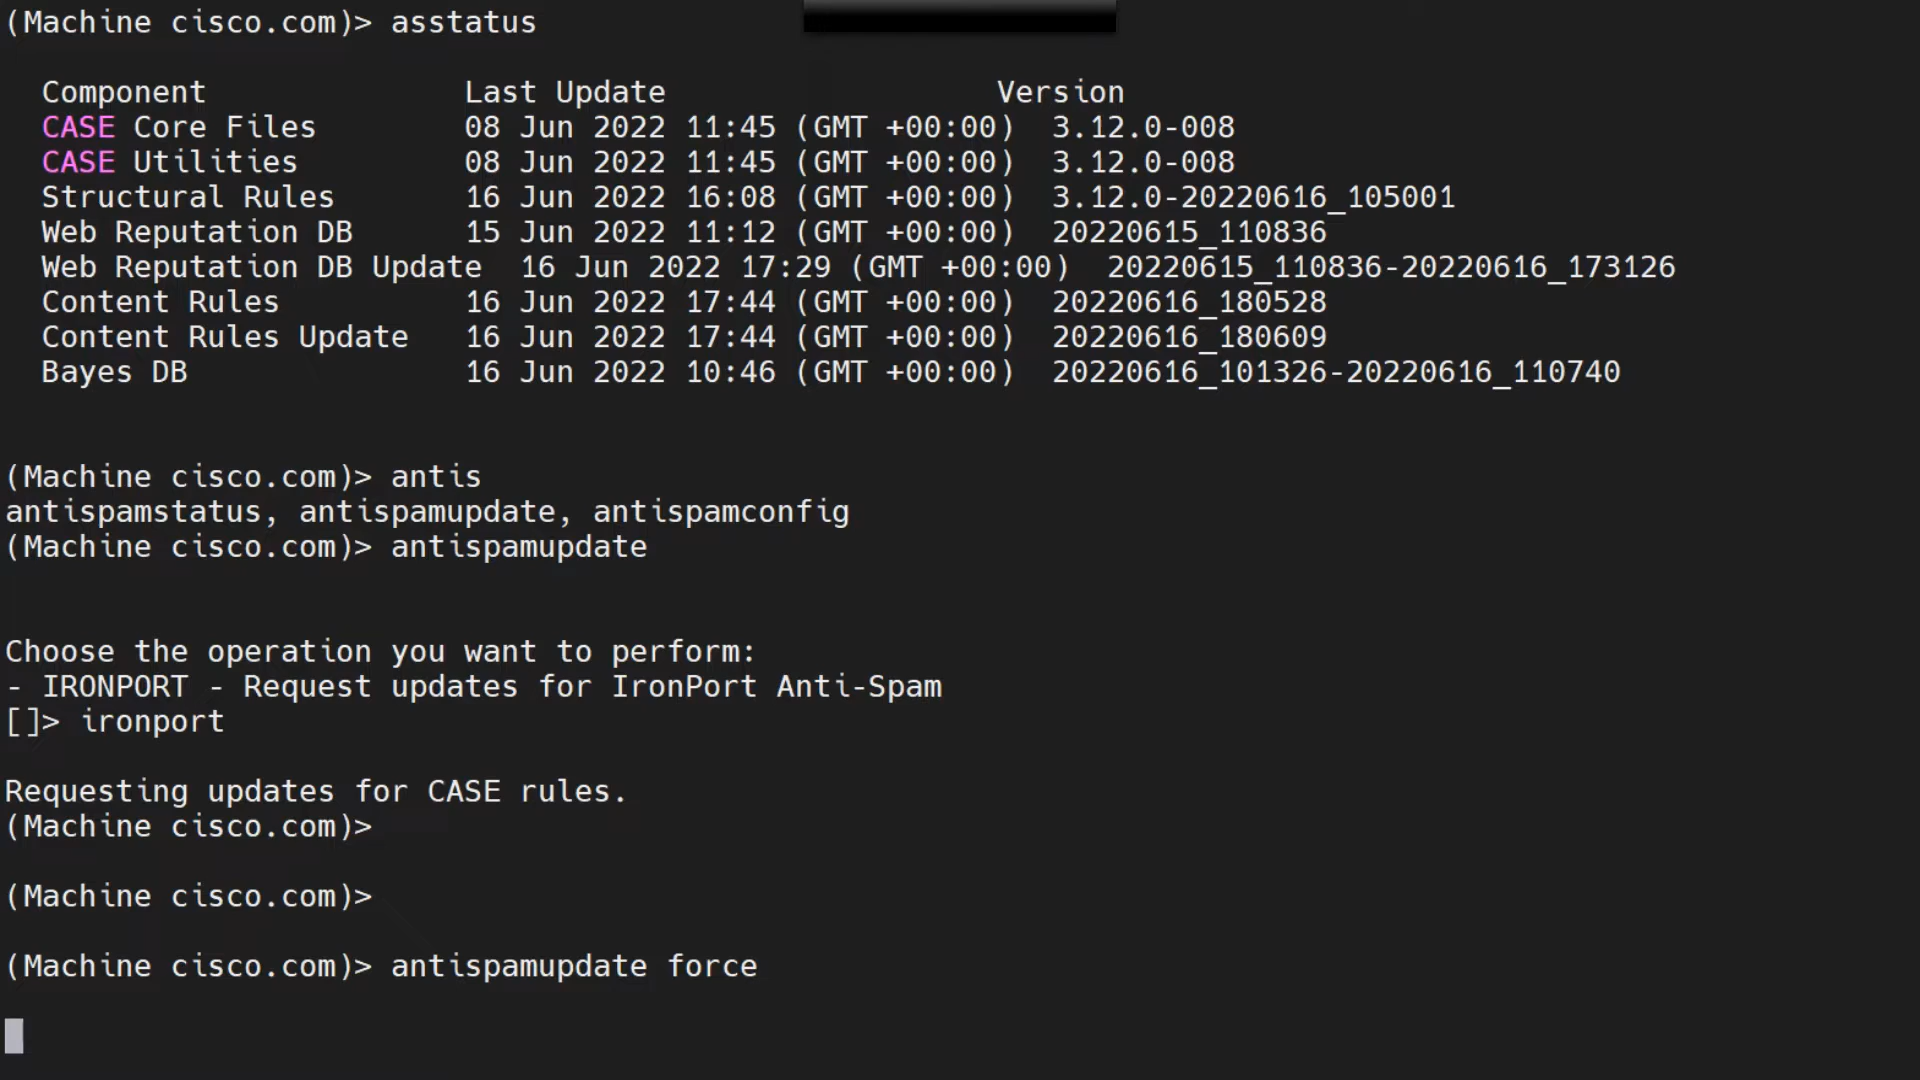 (Machine cisco.com)> asstatus
Component Last Update Version
CASE Core Files 08 Jun 2022 11:45 (GMT +00:00) 3.12.0-008
CASE Utilities 08 Jun 2022 11:45 (GMT +00:00) 3.12.0-008
Structural Rules 16 Jun 2022 16:08 (GMT +00:00) 3.12.0-20220616_105001
Web Reputation DB 15 Jun 2022 11:12 (GMT +00:00) 20220615_110836
Web Reputation DB Update 16 Jun 2022 17:29 (GMT +00:00) 20220615_110836-20220616_173126
Content Rules 16 Jun 2022 17:44 (GMT +00:00) 20220616_180528
Content Rules Update 16 Jun 2022 17:44 (GMT +00:00) 20220616_180609
Bayes DB 16 Jun 2022 10:46 (GMT +00:00) 20220616_101326-20220616_110740
(Machine cisco.com)> antis
antispamstatus, antispamupdate, antispamconfig
(Machine cisco.com)> antispamupdate
Choose the operation you want to perform:
- IRONPORT - Request updates for IronPort Anti-Spam
[]> ironport
Requesting updates for CASE rules.
(Machine cisco.com)>
(Machine cisco.com)>
(Machine cisco.com)> antispamupdate force